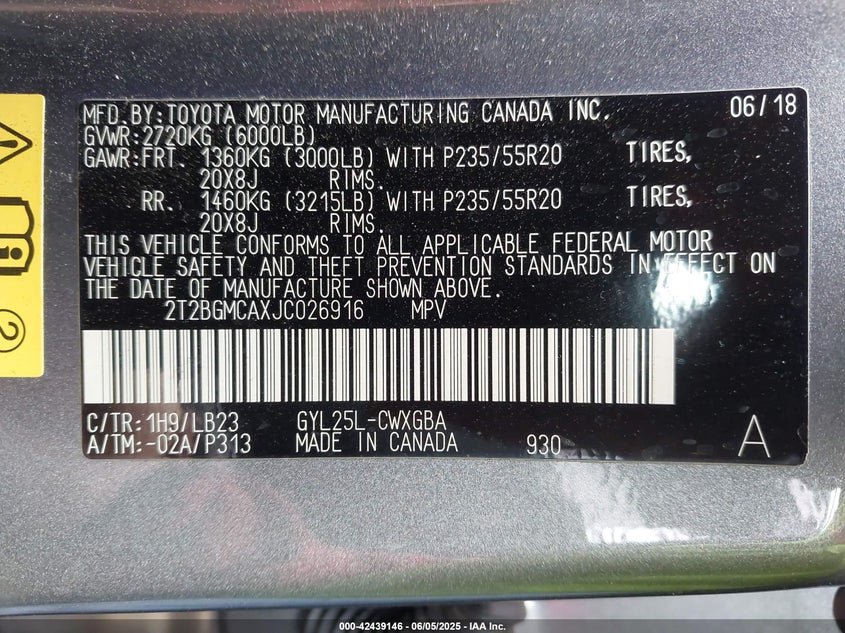 MFD.BY:TOYOTA MOTOR MANUFACTURING CANADA INC. 06/18
GVWR:2720KG (6000LB)
GAWR:FRT. 1360KG (3000LB) WITH P235/55R20 TIRES,
20X8J RIMS.
RR. 1460KG (3215LB) WITH P235/55R20 TIRES,
20X8J RIMS.
THIS VEHICLE CONFORMS TO ALL APPLICABLE FEDERAL MOTOR
VEHICLE SAFETY AND THEFT PREVENTION STANDARDS IN EFFECT ON
THE DATE OF MANUFACTURE SHOWN ABOVE.
2T2BGMCAXJC026916 MPV
C/TR:1H9/LB23 GYL25L-CWXGBA
A/TM:-02A/P313 MADE IN CANADA 930 A
2
000-42439146 - 06/05/2025 - IAA Inc.